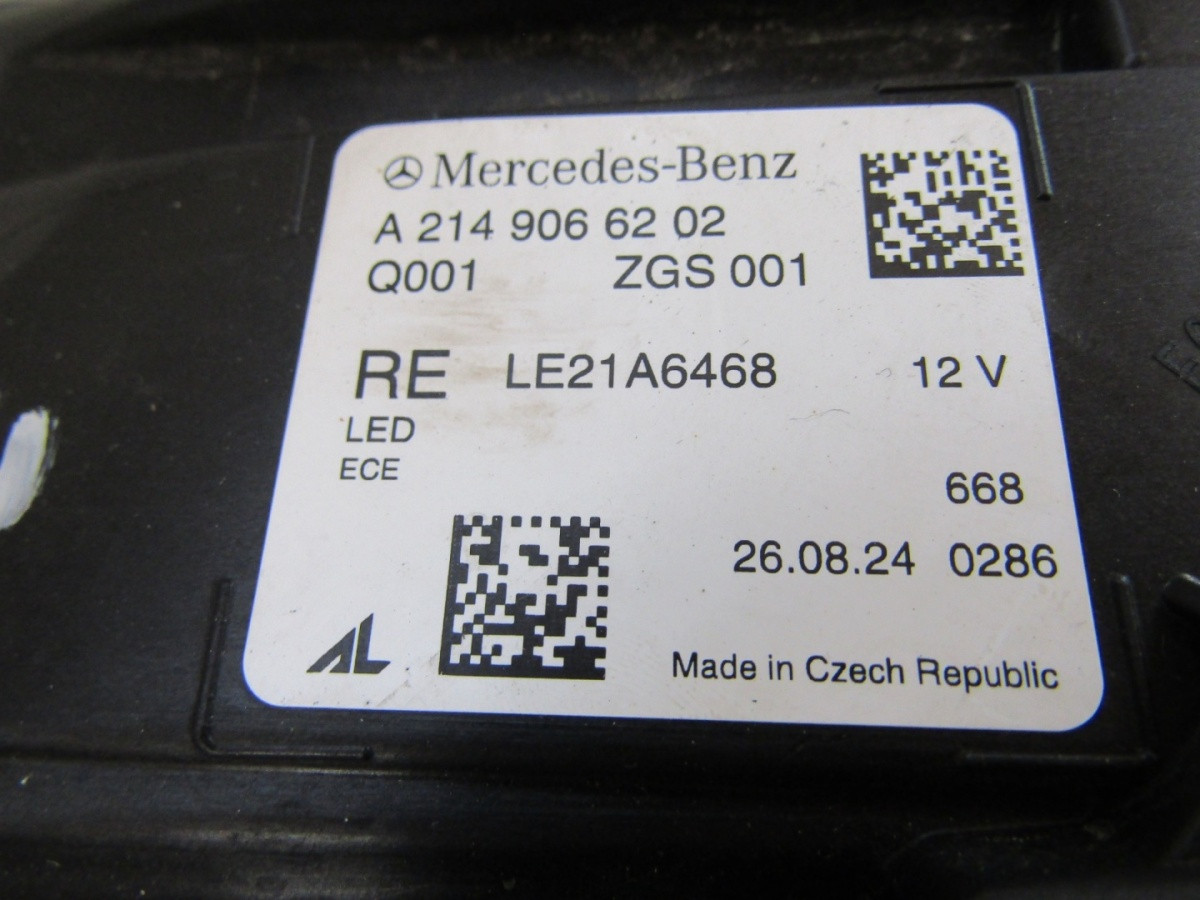 Mercedes-Benz
A 214 906 62 02
Q001 ZGS 001
RE LE21A6468 12 V
LED
ECE
668
26.08.24 0286
AL
Made in Czech Republic